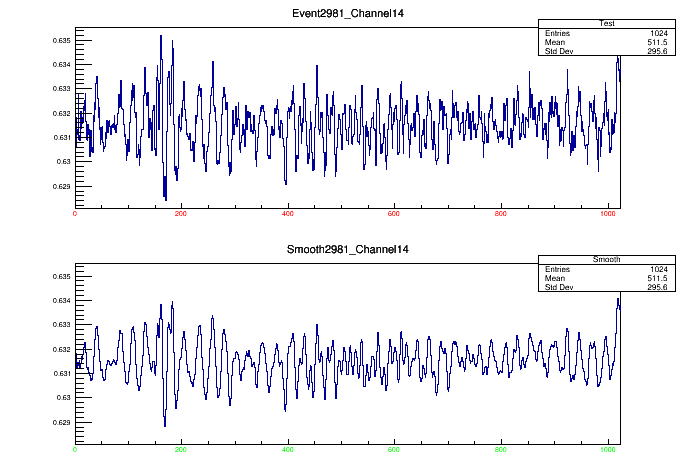 Event2981_Channel14
Test
Entries 1024
Mean 511.5
Std Dev 295.6
0.635
0.634
0.633
0.632
0.631
0.63
0.629
0 200 400 600 800 1000
Smooth2981_Channel14
Smooth
Entries 1024
Mean 511.5
Std Dev 295.6
0.635
0.634
0.633
0.632
0.631
0.63
0.629
0 200 400 600 800 1000